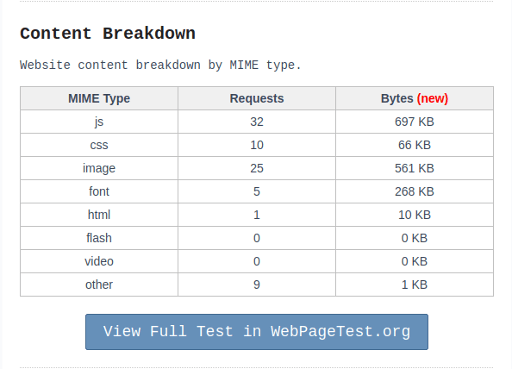 Content Breakdown
Website content breakdown by MIME type.
MIME Type Requests Bytes (new)
js 32 697 KB
css 10 66 KB
image 25 561 KB
font 5 268 KB
html 1 10 KB
flash 0 0 KB
video 0 0 KB
other 9 1 KB
View Full Test in WebPageTest.org